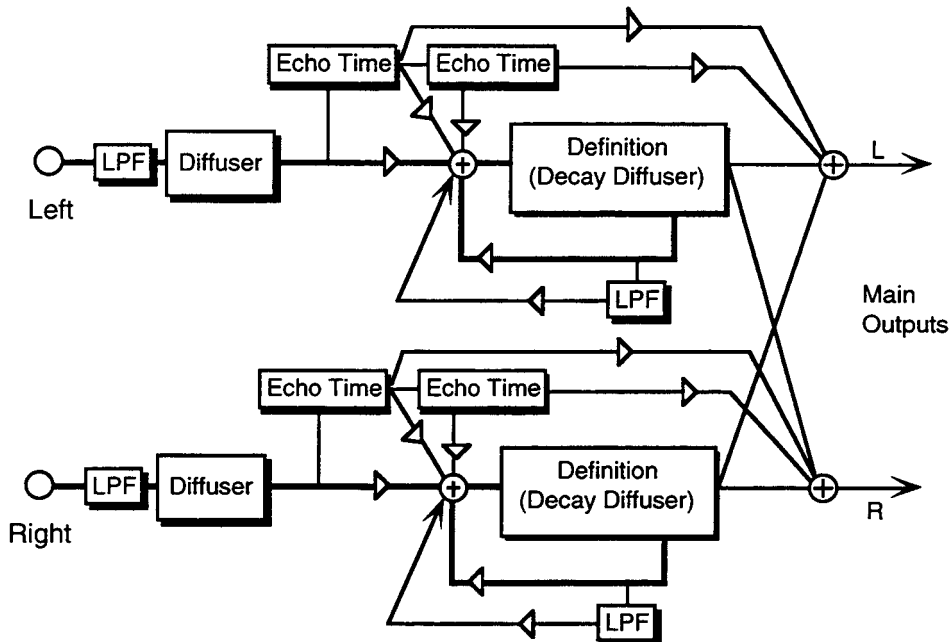 Echo Time
Echo Time
LPF
Diffuser
Definition
(Decay Diffuser)
L
Left
LPF
Main
Outputs
Echo Time
Echo Time
LPF
Diffuser
Definition
(Decay Diffuser)
R
Right
LPF